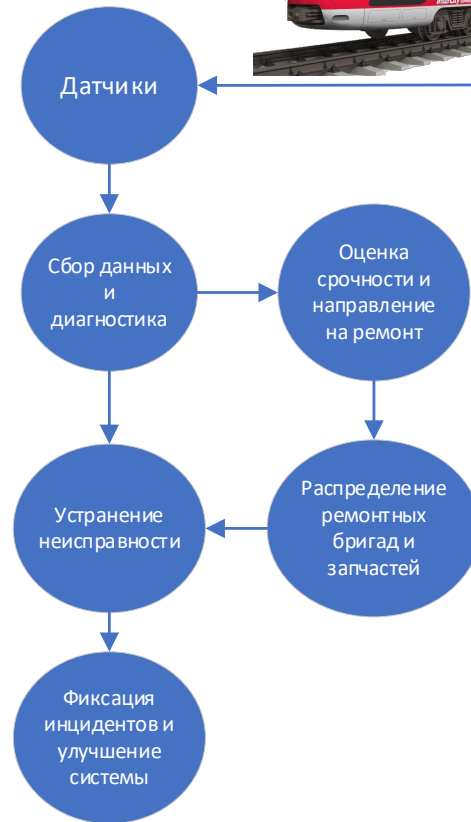 Датчики
Сбор данных
и
диагностика
Оценка
срочности и
направление
на ремонт
Устранение
неисправности
Распределение
ремонтных
бригад и
запчастей
Фиксация
инцидентов и
улучшение
системы